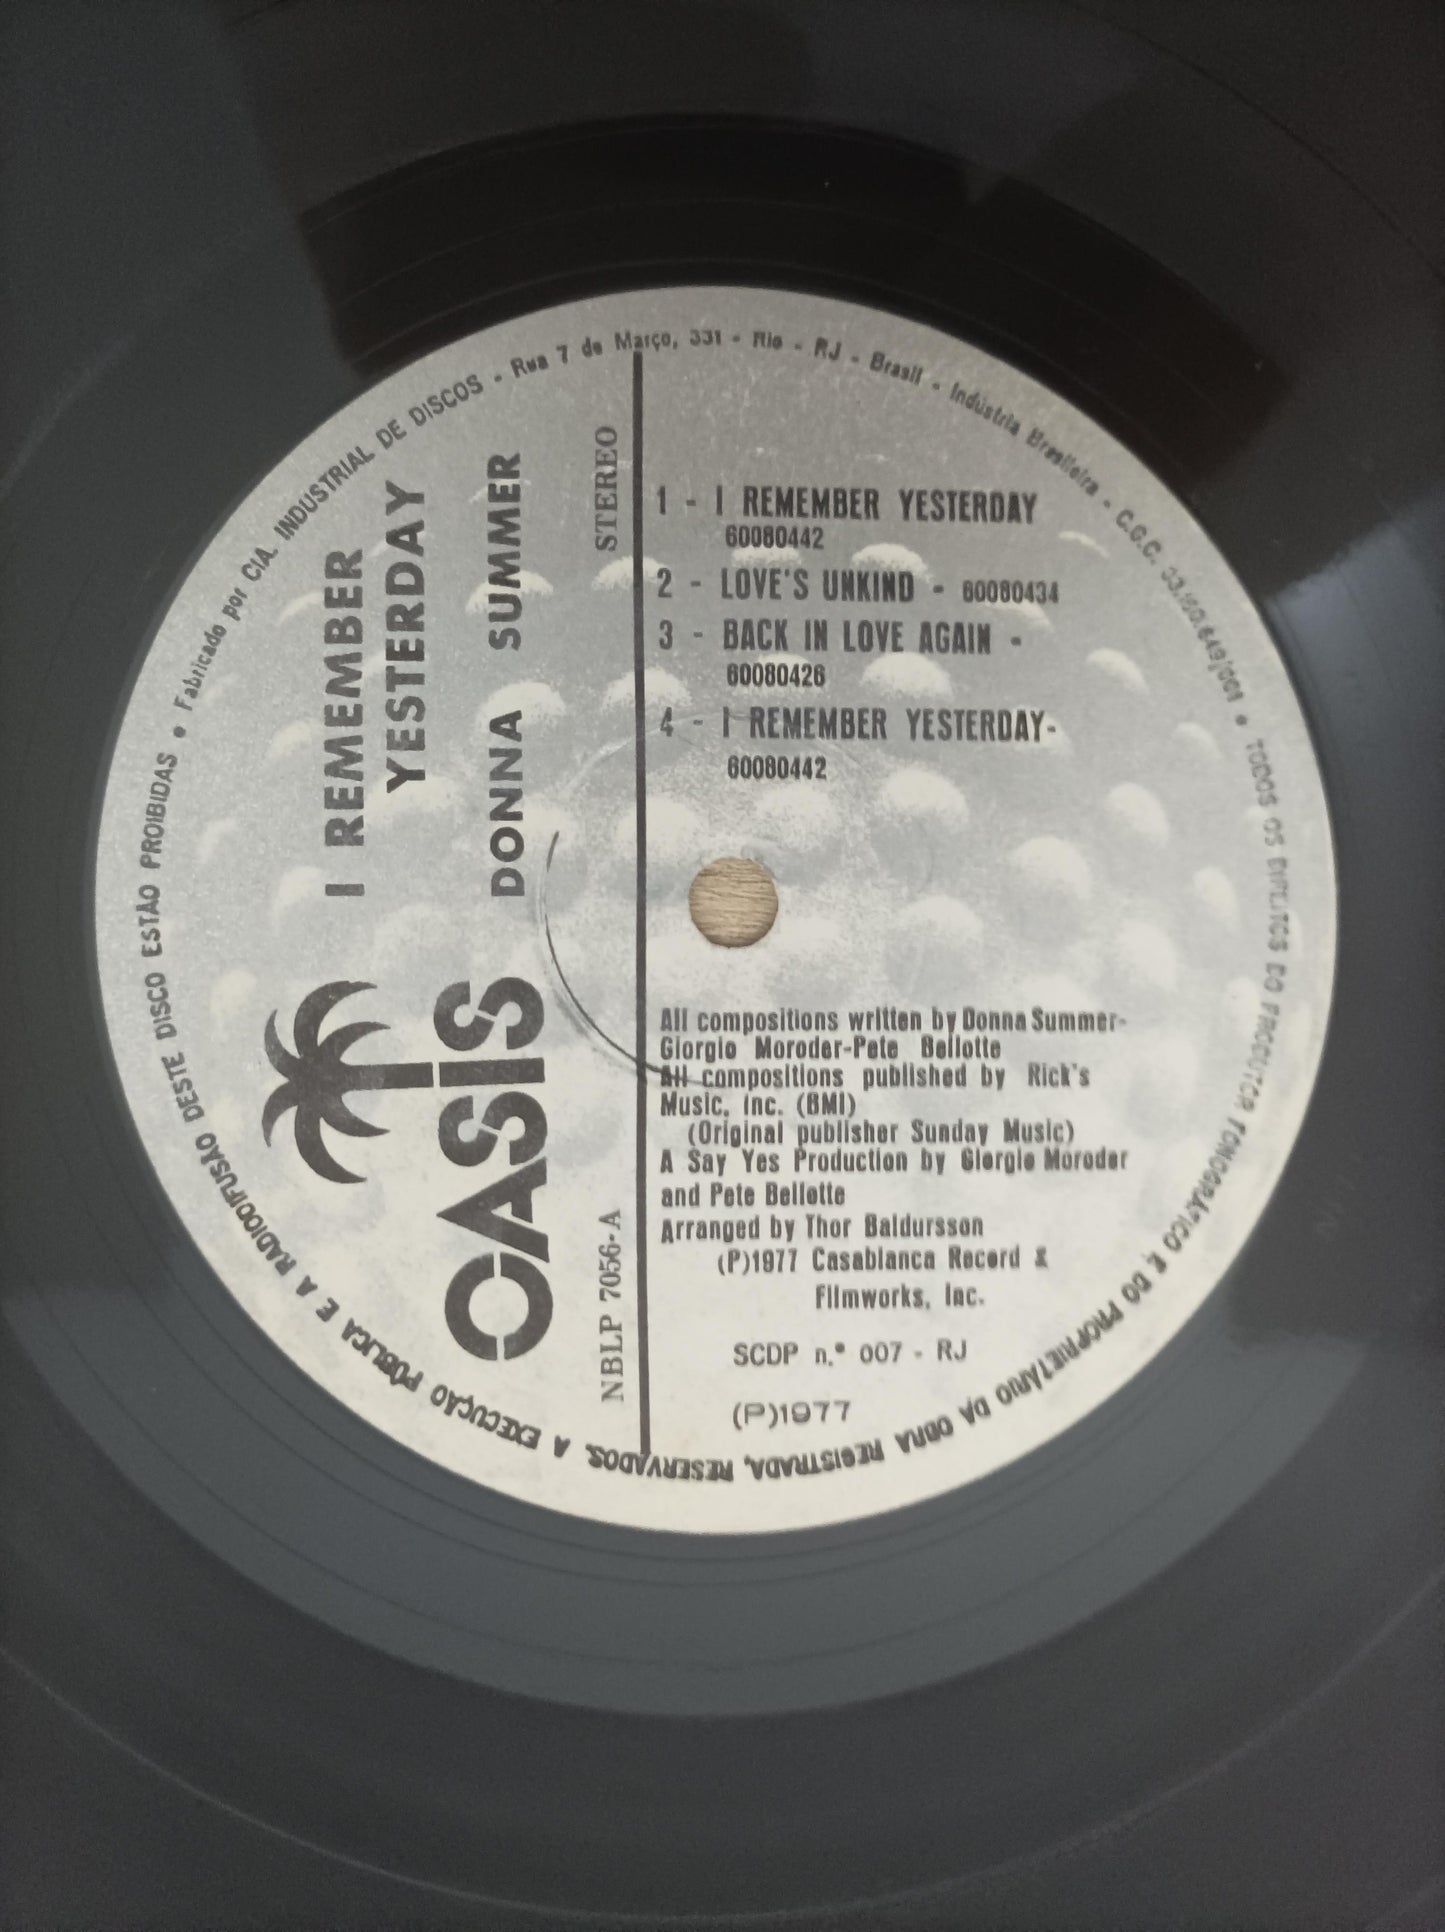 Fabricado por CIA. INDUSTRIAL DE DISCOS - Rua 7 de Março, 331 - Rio - RJ - Brasil - Indústria Brasileira - C.G.C.
TODOS OS DIREITOS DO PRODUTOR FONOGRÁFICO E DO PROPRIETÁRIO DA OBRA REGISTRADA, RESERVADOS. A EXECUÇÃO PÚBLICA E A RADIODIFUSÃO DESTE DISCO ESTÃO PROIBIDAS
OASIS
I REMEMBER
YESTERDAY
DONNA SUMMER
NBLP 7056-A STEREO
1 - I REMEMBER YESTERDAY
60080442
2 - LOVE'S UNKIND - 60080434
3 - BACK IN LOVE AGAIN -
60080426
4 - I REMEMBER YESTERDAY-
60080442
All compositions written by Donna Summer-
Giorgio Moroder-Pete Bellotte
All compositions published by Rick's
Music, Inc. (BMI)
(Original publisher Sunday Music)
A Say Yes Production by Giorgio Moroder
and Pete Bellotte
Arranged by Thor Baldursson
(P)1977 Casablanca Record &
Filmworks, Inc.
SCDP n.º 007 - RJ
(P)1977